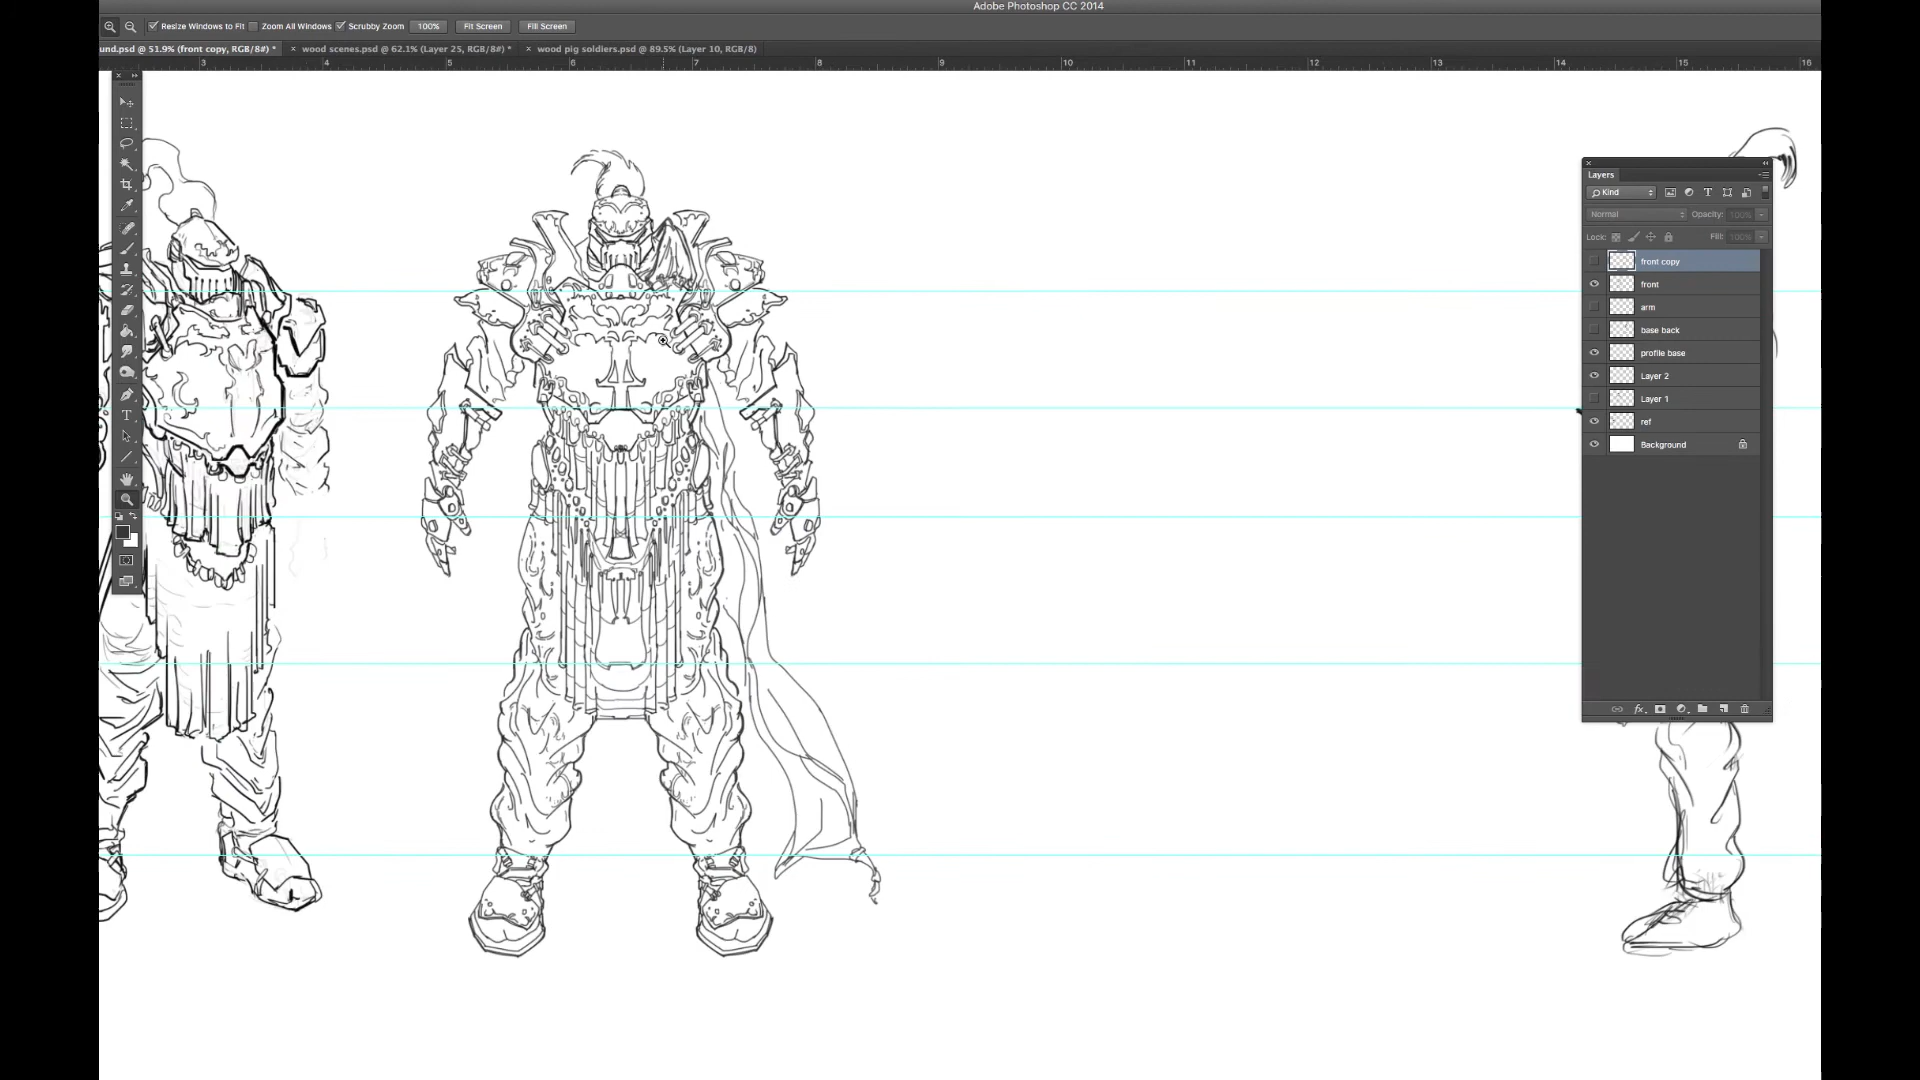 Adobe Photoshop CC 2014
Resize Windows to Fit Zoom All Windows Scrubby Zoom 100% Fit Screen Fill Screen
und.psd @ 51.9% (front copy, RGB/8#) * × wood scenes.psd @ 62.1% (Layer 25, RGB/8#) * × wood pig soldiers.psd @ 89.5% (Layer 10, RGB/8)
3 4 5 6 7 8 9 10 11 12 13 14 15 16
Layers
Kind
Normal Opacity: 100%
Lock: Fill: 100%
front copy
front
arm
base back
profile base
Layer 2
Layer 1
ref
Background